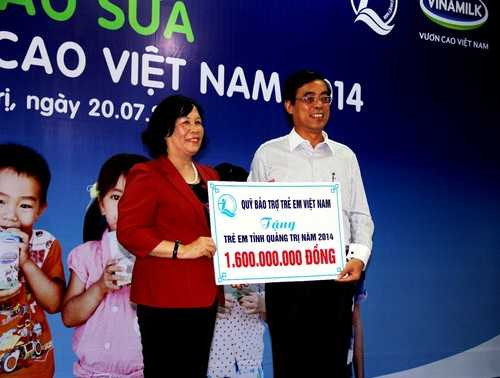 SỮA
CAO VIỆT NAM 2014
ngày 20.07.
VINAMILK
VƯƠN CAO VIỆT NAM
QUỸ BẢO TRỢ TRẺ EM VIỆT NAM
Tặng
TRẺ EM TỈNH QUẢNG TRỊ NĂM 2014
1.600.000.000 ĐỒNG